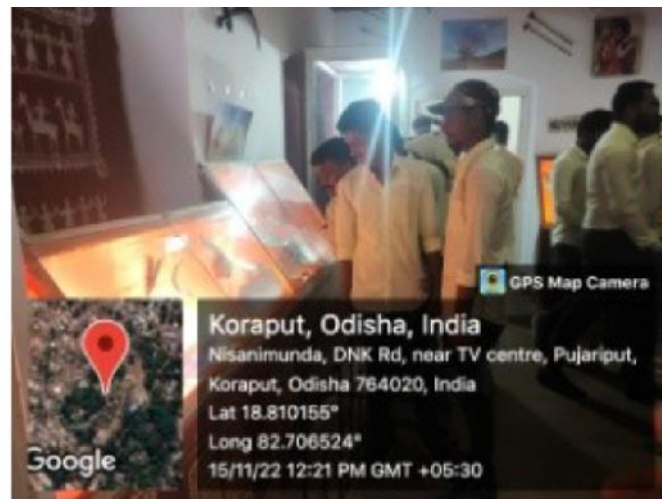 GPS Map Camera
Koraput, Odisha, India
Nisanimunda, DNK Rd, near TV centre, Pujariput,
Koraput, Odisha 764020, India
Lat 18.810155°
Long 82.706524°
15/11/22 12:21 PM GMT +05:30
Google